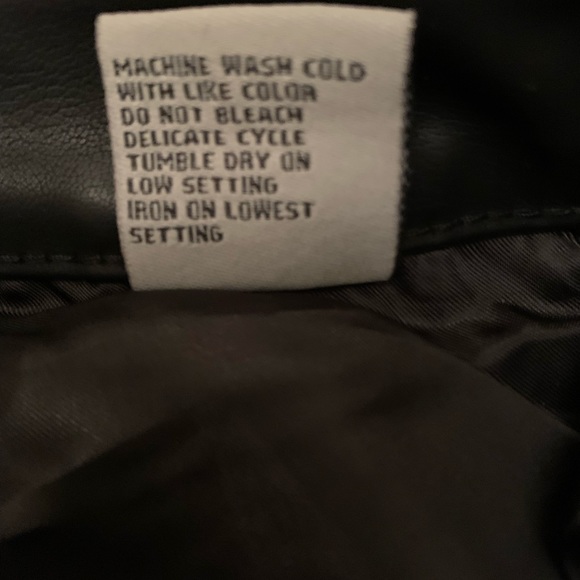 MACHINE WASH COLD
WITH LIKE COLOR
DO NOT BLEACH
DELICATE CYCLE
TUMBLE DRY ON
LOW SETTING
IRON ON LOWEST
SETTING